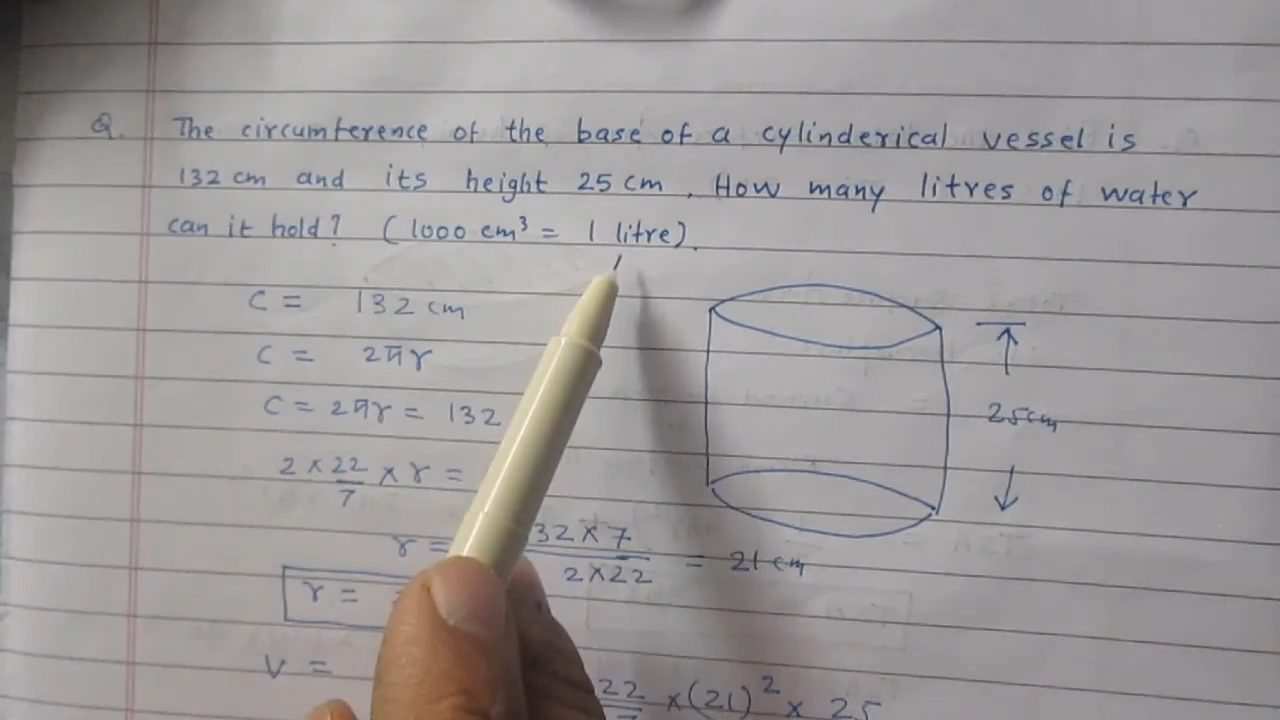 Q. The circumference of the base of a cylinderical vessel is
132 cm and its height 25 cm. How many litres of water
can it hold? (1000 cm³ = 1 litre).
C = 132 cm
C = 2πr
C = 2πr = 132
25cm
2 × 22/7 × r =
r = 32 × 7 / 2 × 22 = 21 cm
r =
V = 22/7 × (21)² × 25